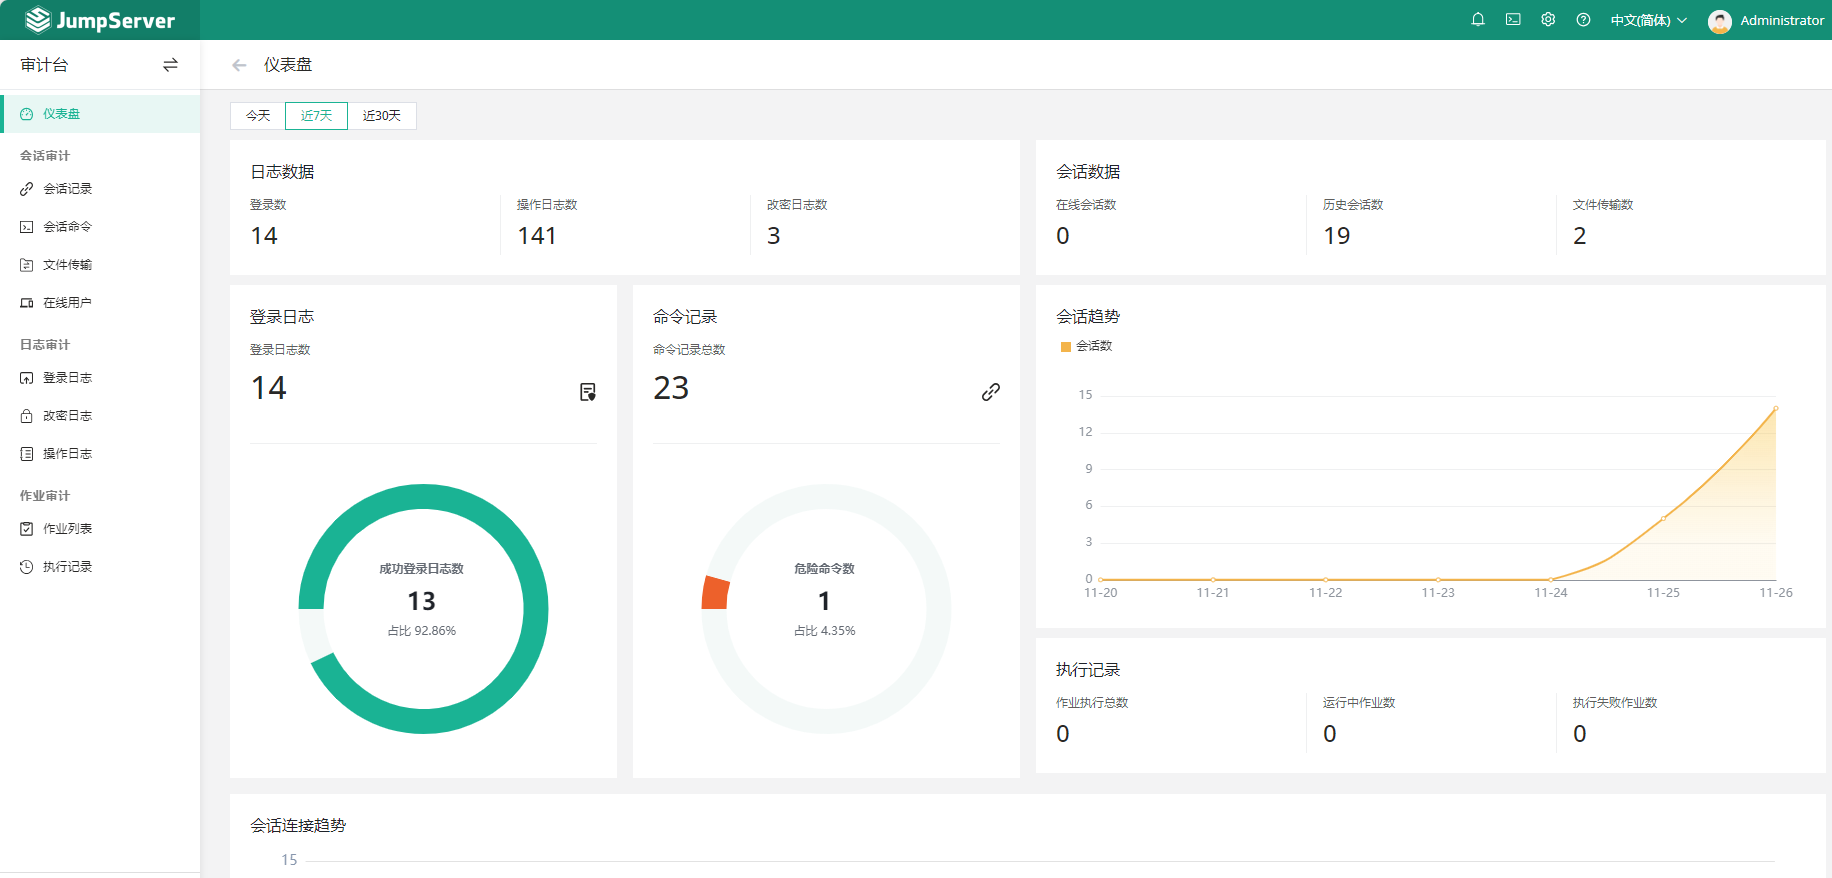 JumpServer
中文(简体)
Administrator
审计台
仪表盘
会话审计
会话记录
会话命令
文件传输
在线用户
日志审计
登录日志
改密日志
操作日志
作业审计
作业列表
执行记录
仪表盘
今天 近7天 近30天
日志数据
登录数 操作日志数 改密日志数
14 141 3
会话数据
在线会话数 历史会话数 文件传输数
0 19 2
登录日志
登录日志数
14
成功登录日志数
13
占比 92.86%
命令记录
命令记录总数
23
危险命令数
1
占比 4.35%
会话趋势
会话数
15
12
9
6
3
0
11-20 11-21 11-22 11-23 11-24 11-25 11-26
执行记录
作业执行总数 运行中作业数 执行失败作业数
0 0 0
会话连接趋势
15